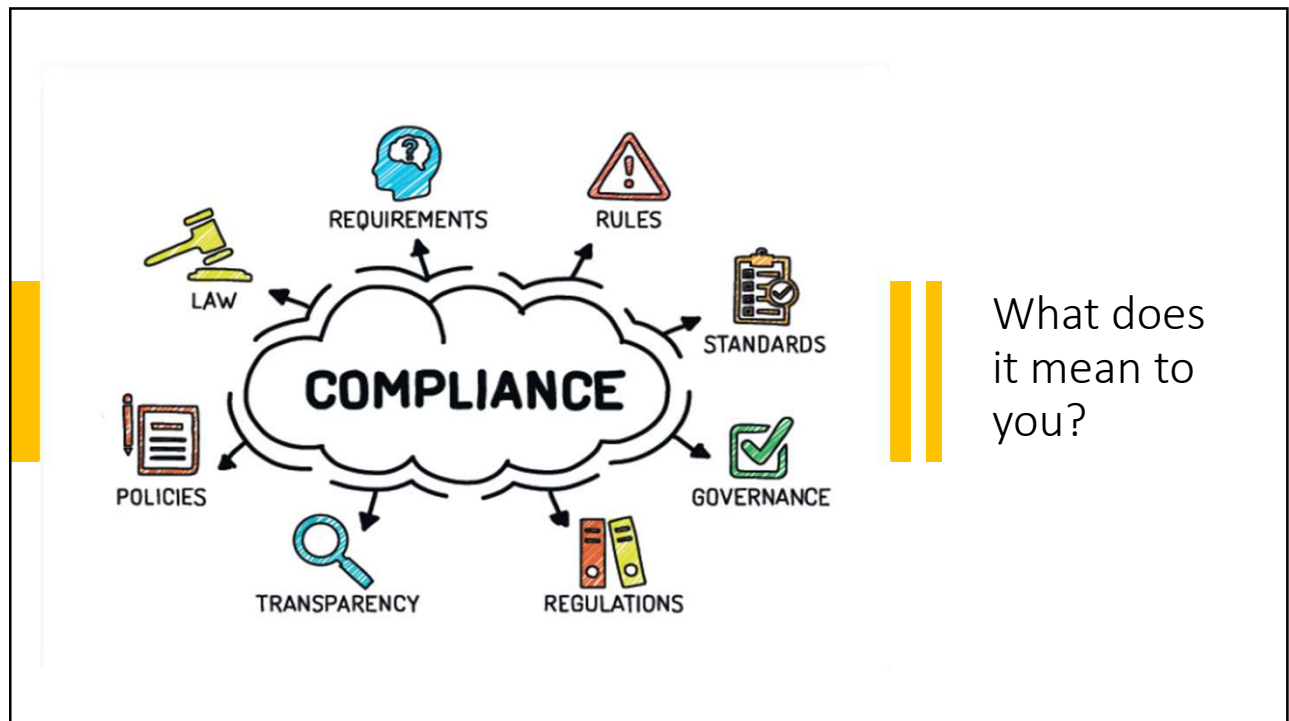 REQUIREMENTS
RULES
LAW
STANDARDS
COMPLIANCE
POLICIES
GOVERNANCE
TRANSPARENCY
REGULATIONS
What does
it mean to
you?